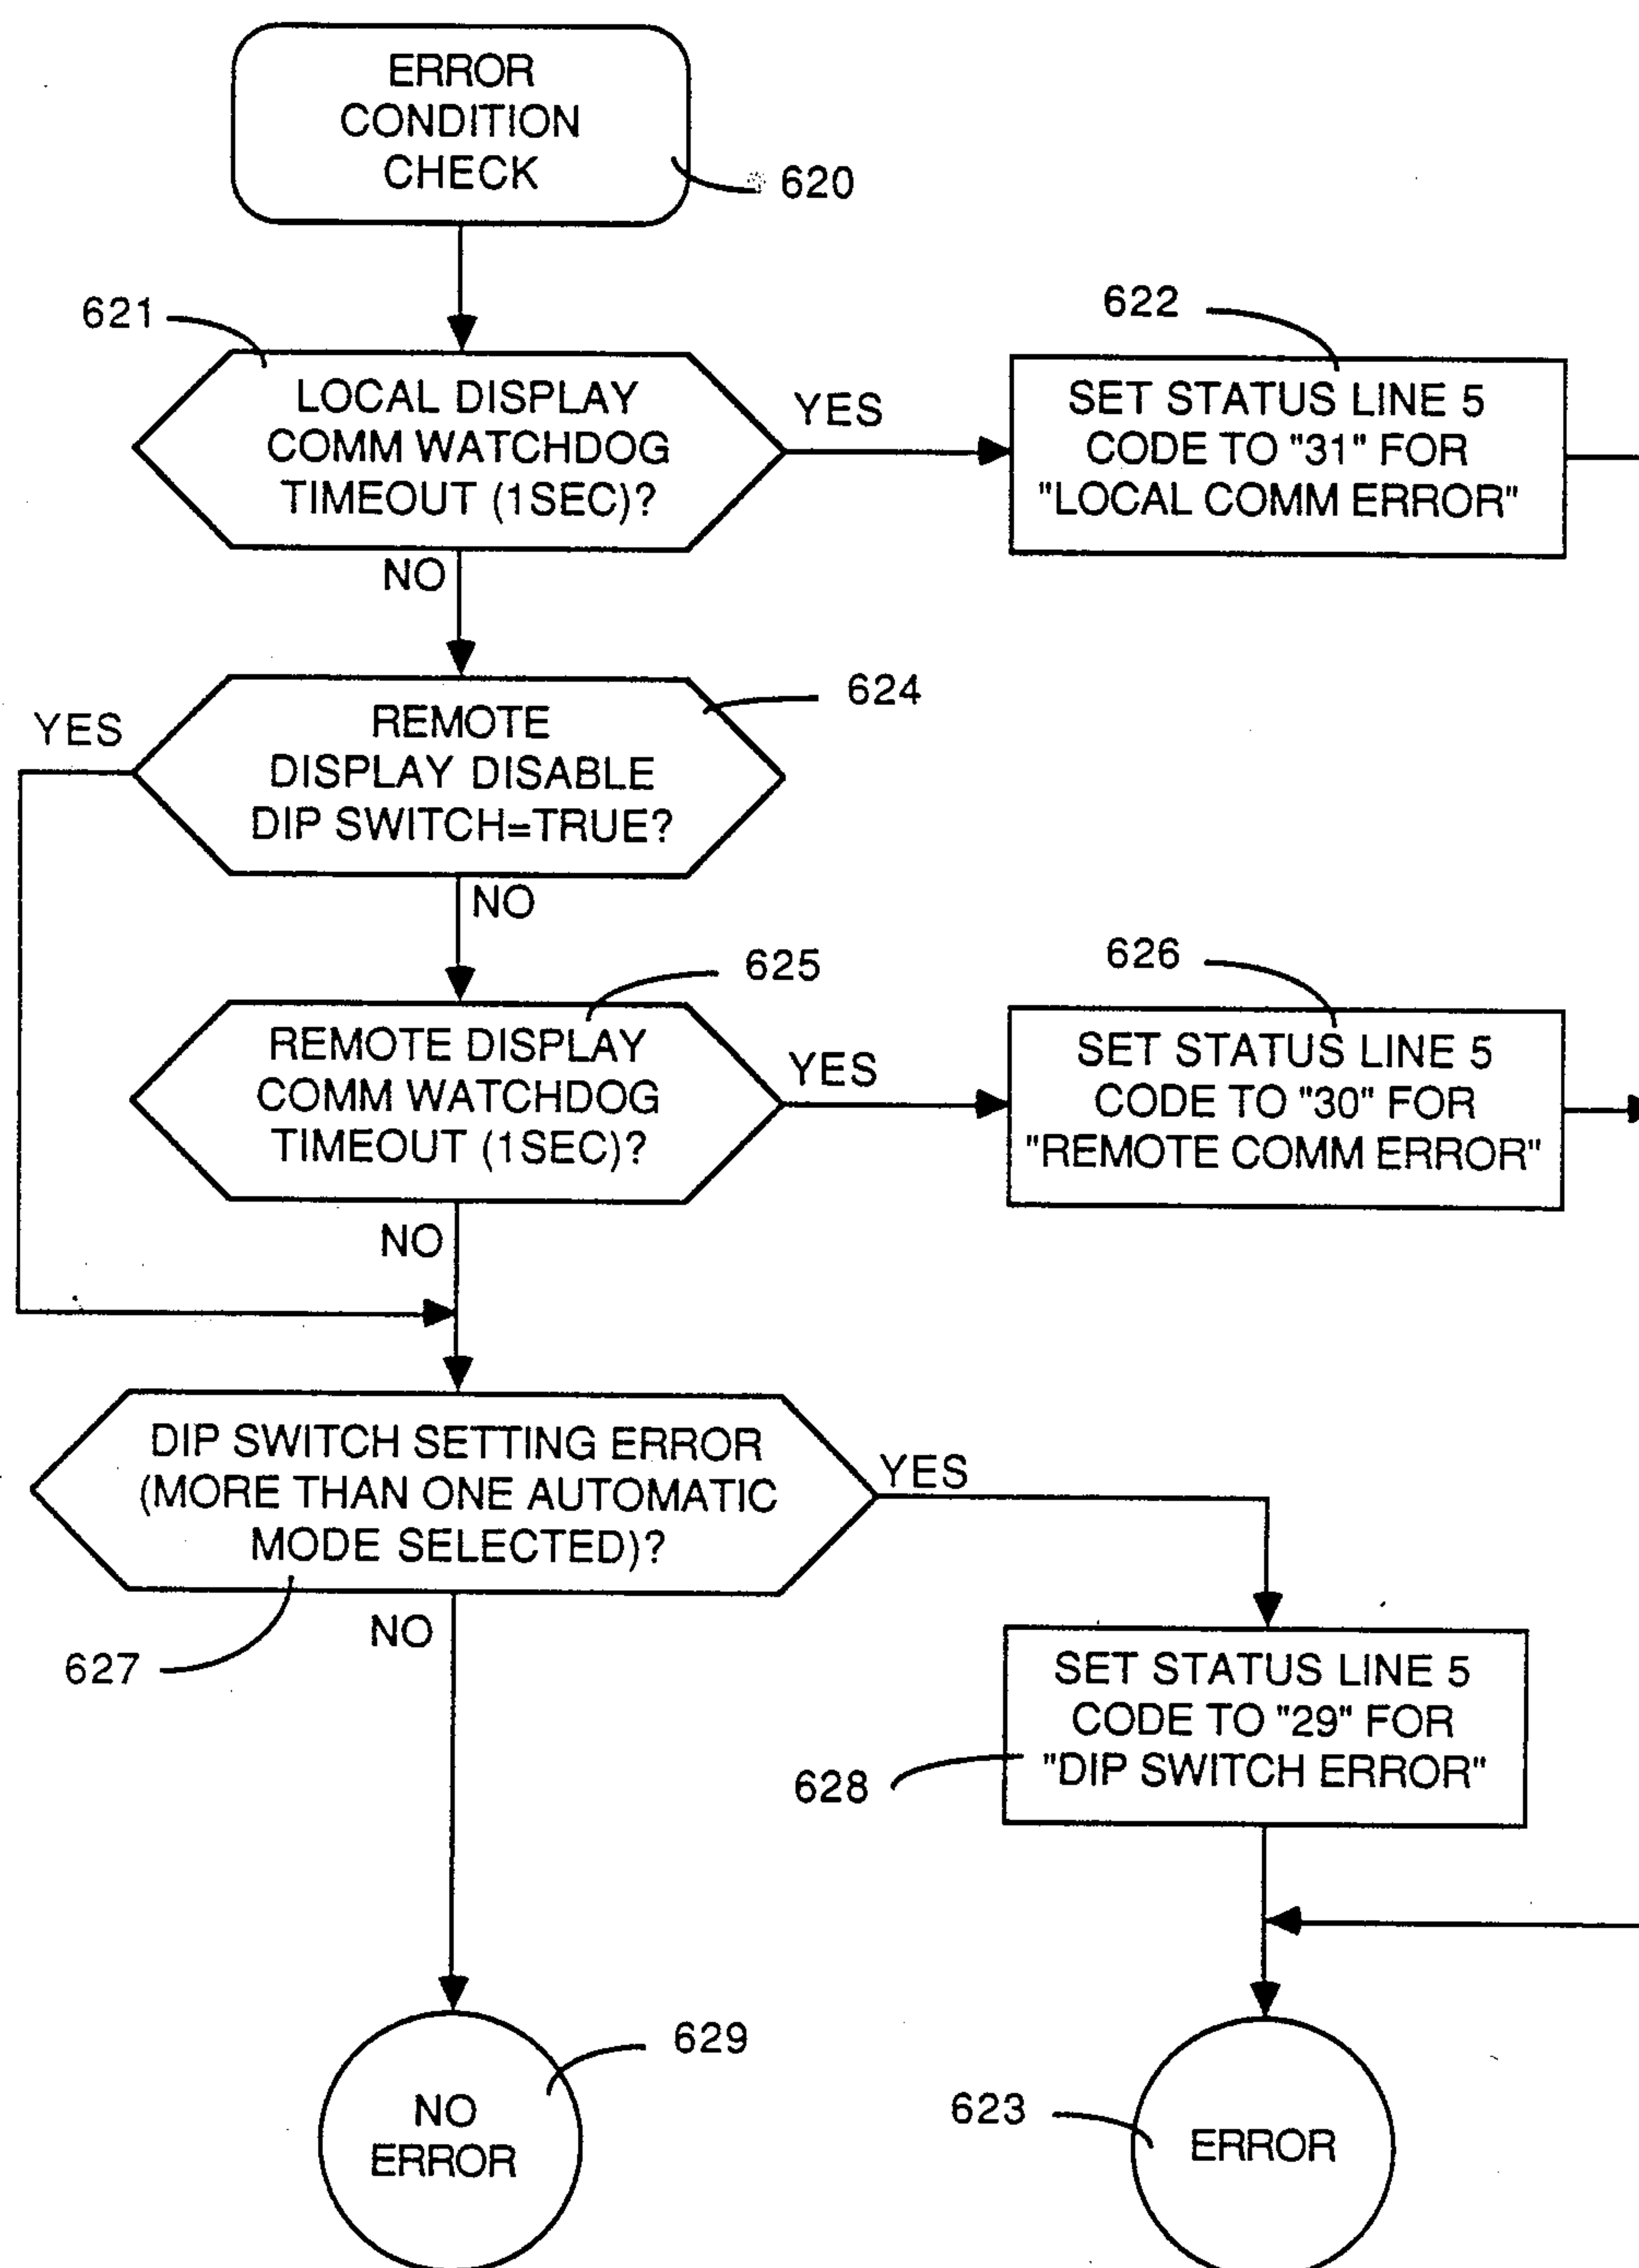 ERROR
CONDITION
CHECK
620
621
LOCAL DISPLAY
COMM WATCHDOG
TIMEOUT (1SEC)?
YES
622
SET STATUS LINE 5
CODE TO "31" FOR
"LOCAL COMM ERROR"
NO
624
YES
REMOTE
DISPLAY DISABLE
DIP SWITCH=TRUE?
NO
625
REMOTE DISPLAY
COMM WATCHDOG
TIMEOUT (1SEC)?
YES
626
SET STATUS LINE 5
CODE TO "30" FOR
"REMOTE COMM ERROR"
NO
DIP SWITCH SETTING ERROR
(MORE THAN ONE AUTOMATIC
MODE SELECTED)?
YES
627
NO
SET STATUS LINE 5
CODE TO "29" FOR
"DIP SWITCH ERROR"
628
629
NO
ERROR
623
ERROR